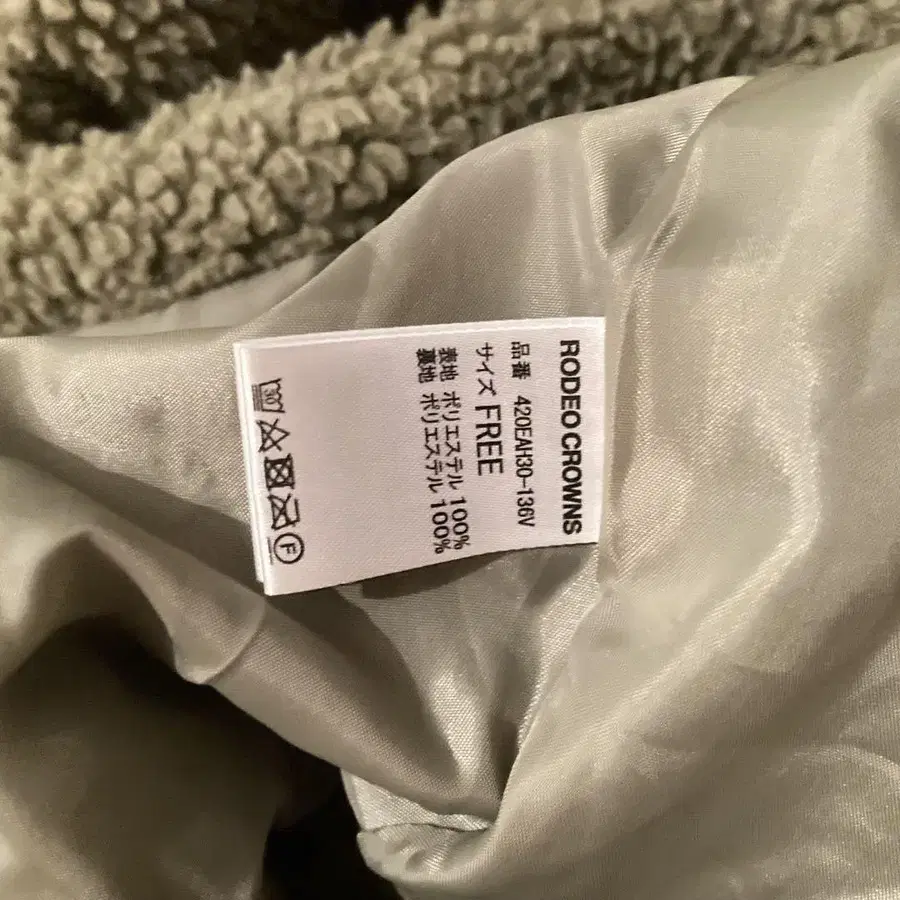 RODEO CROWNS
品番 420EAH30-136V
サイズ FREE
表地 ポリエステル 100%
裏地 ポリエステル 100%
30
F